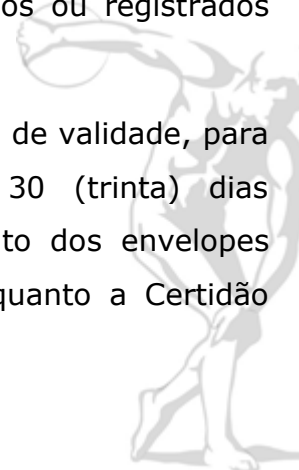 os ou registrados
de validade, para
30 (trinta) dias
to dos envelopes
quanto a Certidão